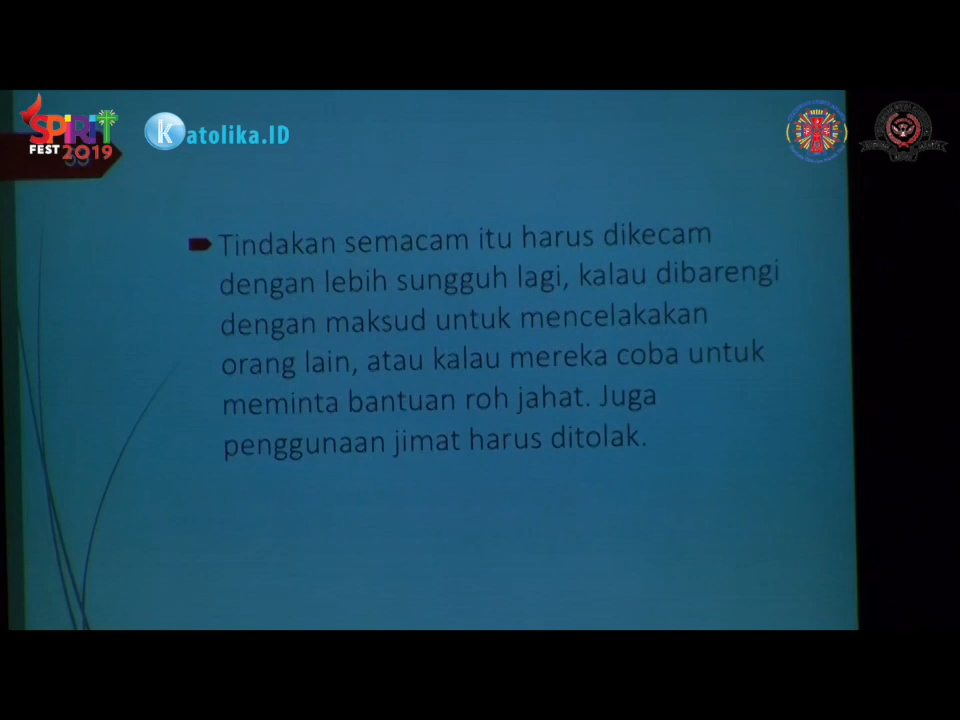 SPIRIT
FEST 2019
Katolika.ID
Tindakan semacam itu harus dikecam
dengan lebih sungguh lagi, kalau dibarengi
dengan maksud untuk mencelakakan
orang lain, atau kalau mereka coba untuk
meminta bantuan roh jahat. Juga
penggunaan jimat harus ditolak.